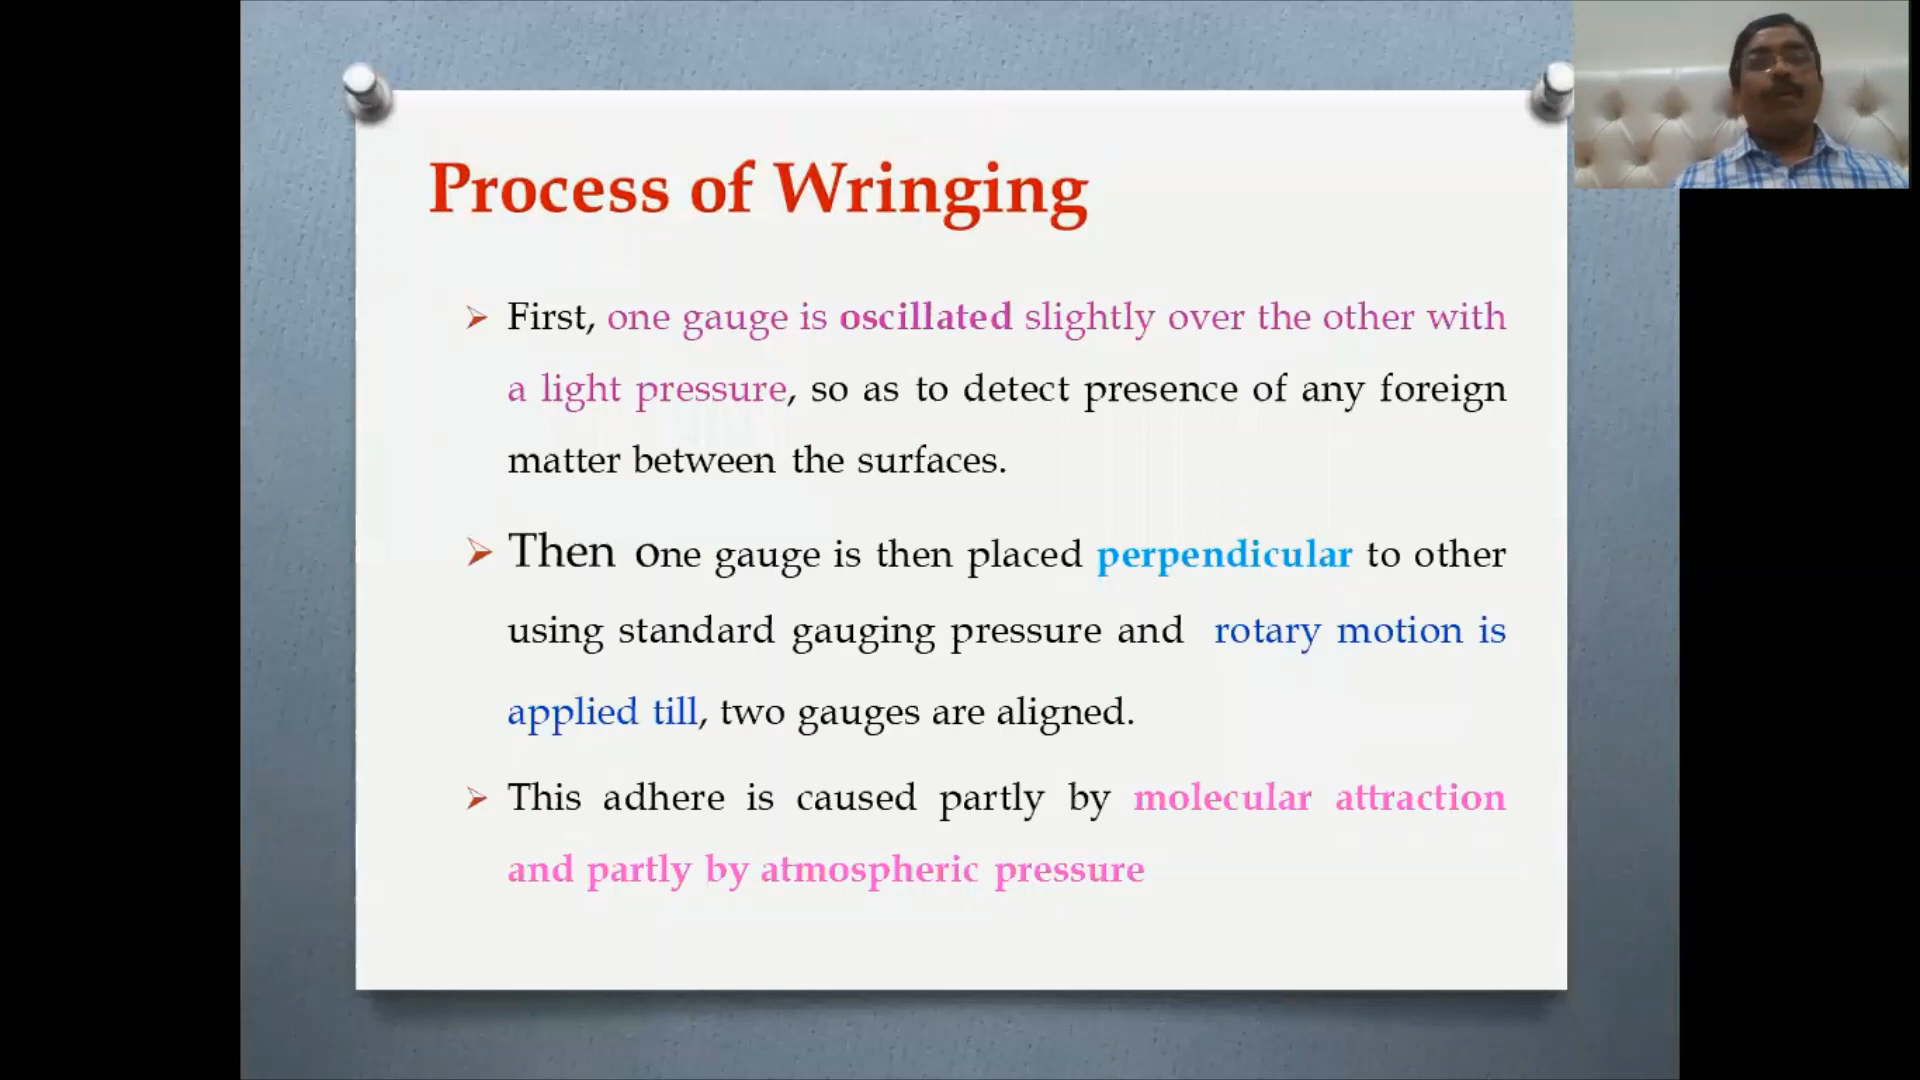 Process of Wringing
First, one gauge is oscillated slightly over the other with
a light pressure, so as to detect presence of any foreign
matter between the surfaces.
Then one gauge is then placed perpendicular to other
using standard gauging pressure and rotary motion is
applied till, two gauges are aligned.
This adhere is caused partly by molecular attraction
and partly by atmospheric pressure